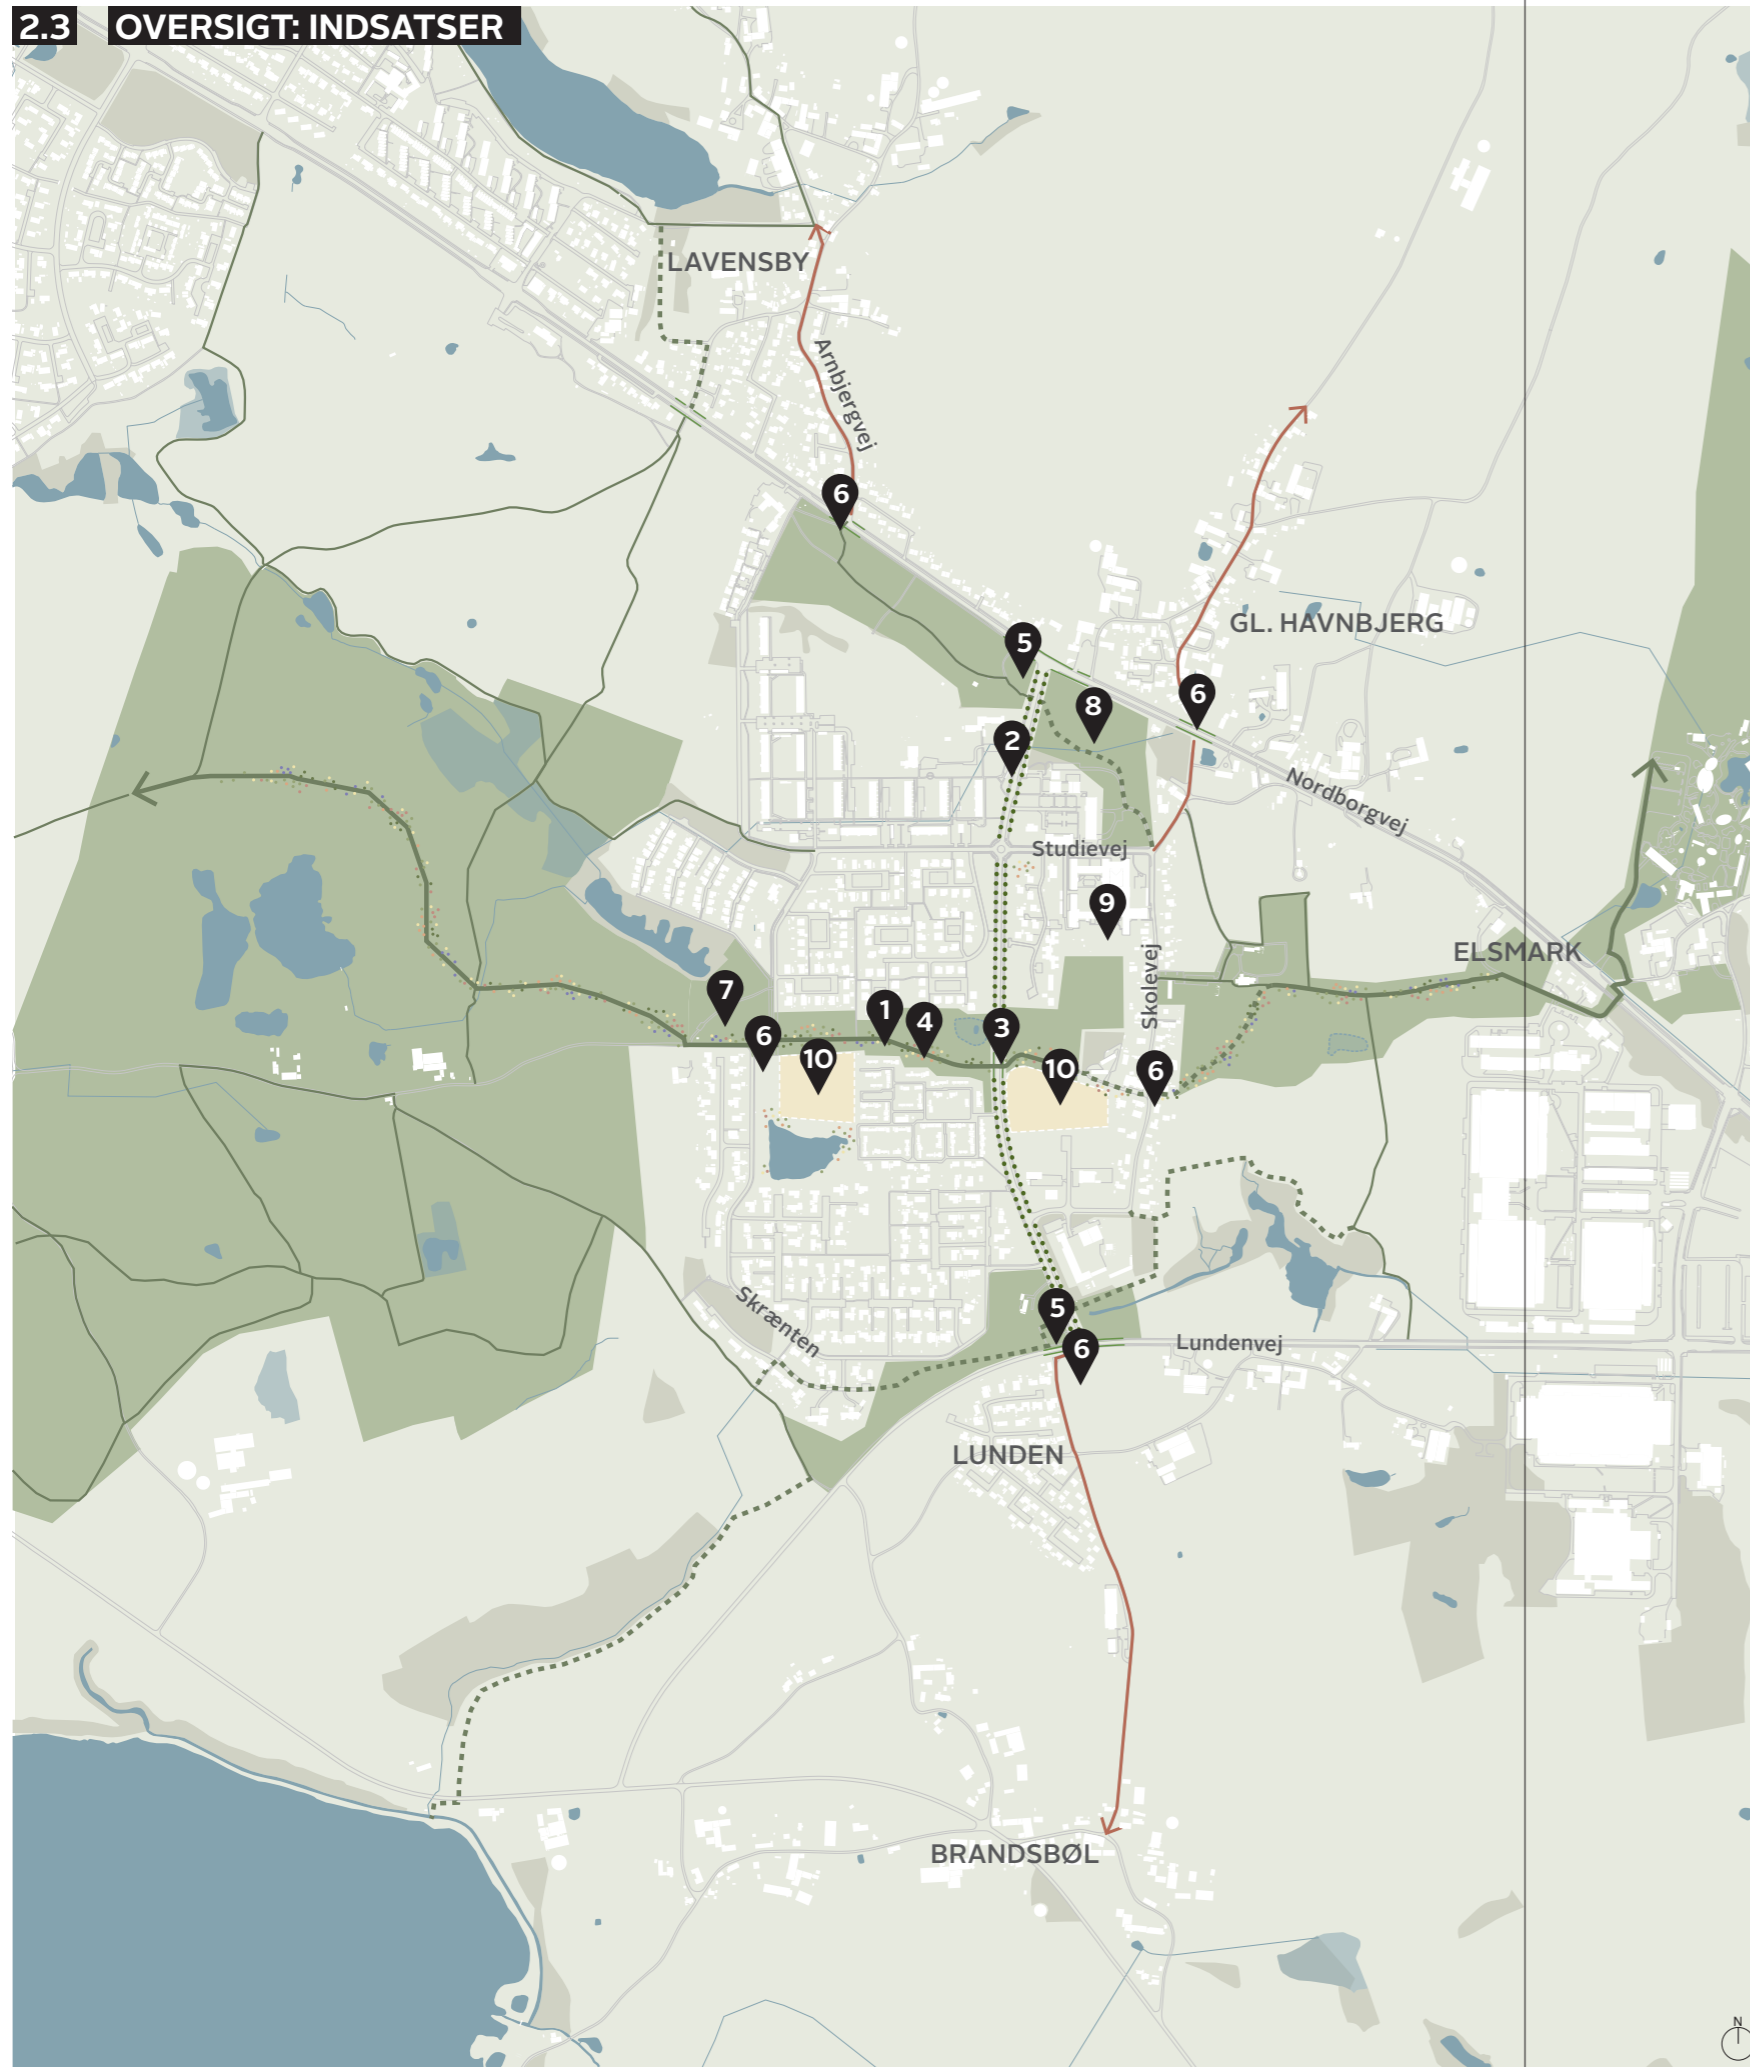 2.3 OVERSIGT: INDSATSER
LAVENSBY
Arnbjergvej
6
GL. HAVNBJERG
5
6
8
2
Nordborgvej
Studievej
9
ELSMARK
Skolevej
7
1
4
3
6
10
10
6
Skrænten
5
6
Lundenvej
LUNDEN
BRANDSBØL
N